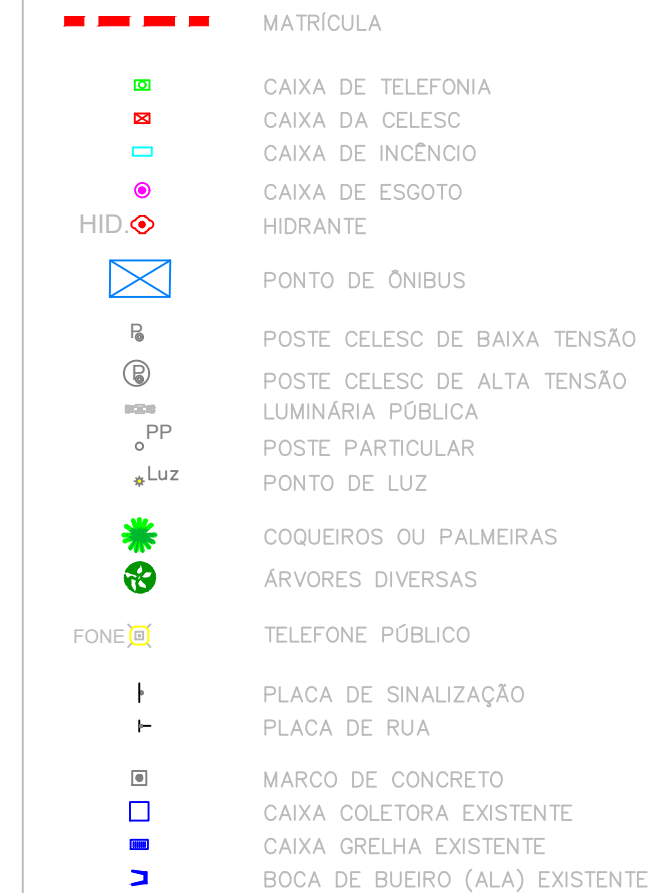 MATRÍCULA
CAIXA DE TELEFONIA
CAIXA DA CELESC
CAIXA DE INCÊNCIO
CAIXA DE ESGOTO
HID. HIDRANTE
PONTO DE ÔNIBUS
P POSTE CELESC DE BAIXA TENSÃO
P POSTE CELESC DE ALTA TENSÃO
LUMINÁRIA PÚBLICA
PP POSTE PARTICULAR
Luz PONTO DE LUZ
COQUEIROS OU PALMEIRAS
ÁRVORES DIVERSAS
FONE TELEFONE PÚBLICO
PLACA DE SINALIZAÇÃO
PLACA DE RUA
MARCO DE CONCRETO
CAIXA COLETORA EXISTENTE
CAIXA GRELHA EXISTENTE
BOCA DE BUEIRO (ALA) EXISTENTE